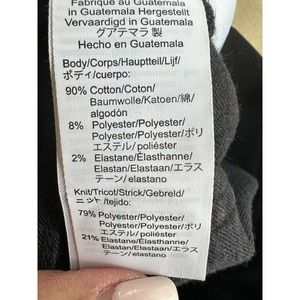 Fabriqué au Guatemala
in Guatemala Hergestellt
Vervaardigd in Guatemala
グアテマラ製
Hecho en Guatemala
Body/Corps/Hauptteil/Lijf/
ボディ/cuerpo:
90% Cotton/Coton/
Baumwolle/Katoen/綿/
algodón
8% Polyester/Polyester/
Polyester/Polyester/ポリ
エステル/poliéster
2% Elastane/Élasthanne/
Elastan/Elastaan/エラス
テーン/elastano
Knit/Tricot/Strick/Gebreid/
ニット/tejido:
79% Polyester/Polyester/
Polyester/Polyester/ポリ
エステル/poliéster
21% Elastane/Élasthanne/
Elastan/Elastaan/エラス
テーン/elastano